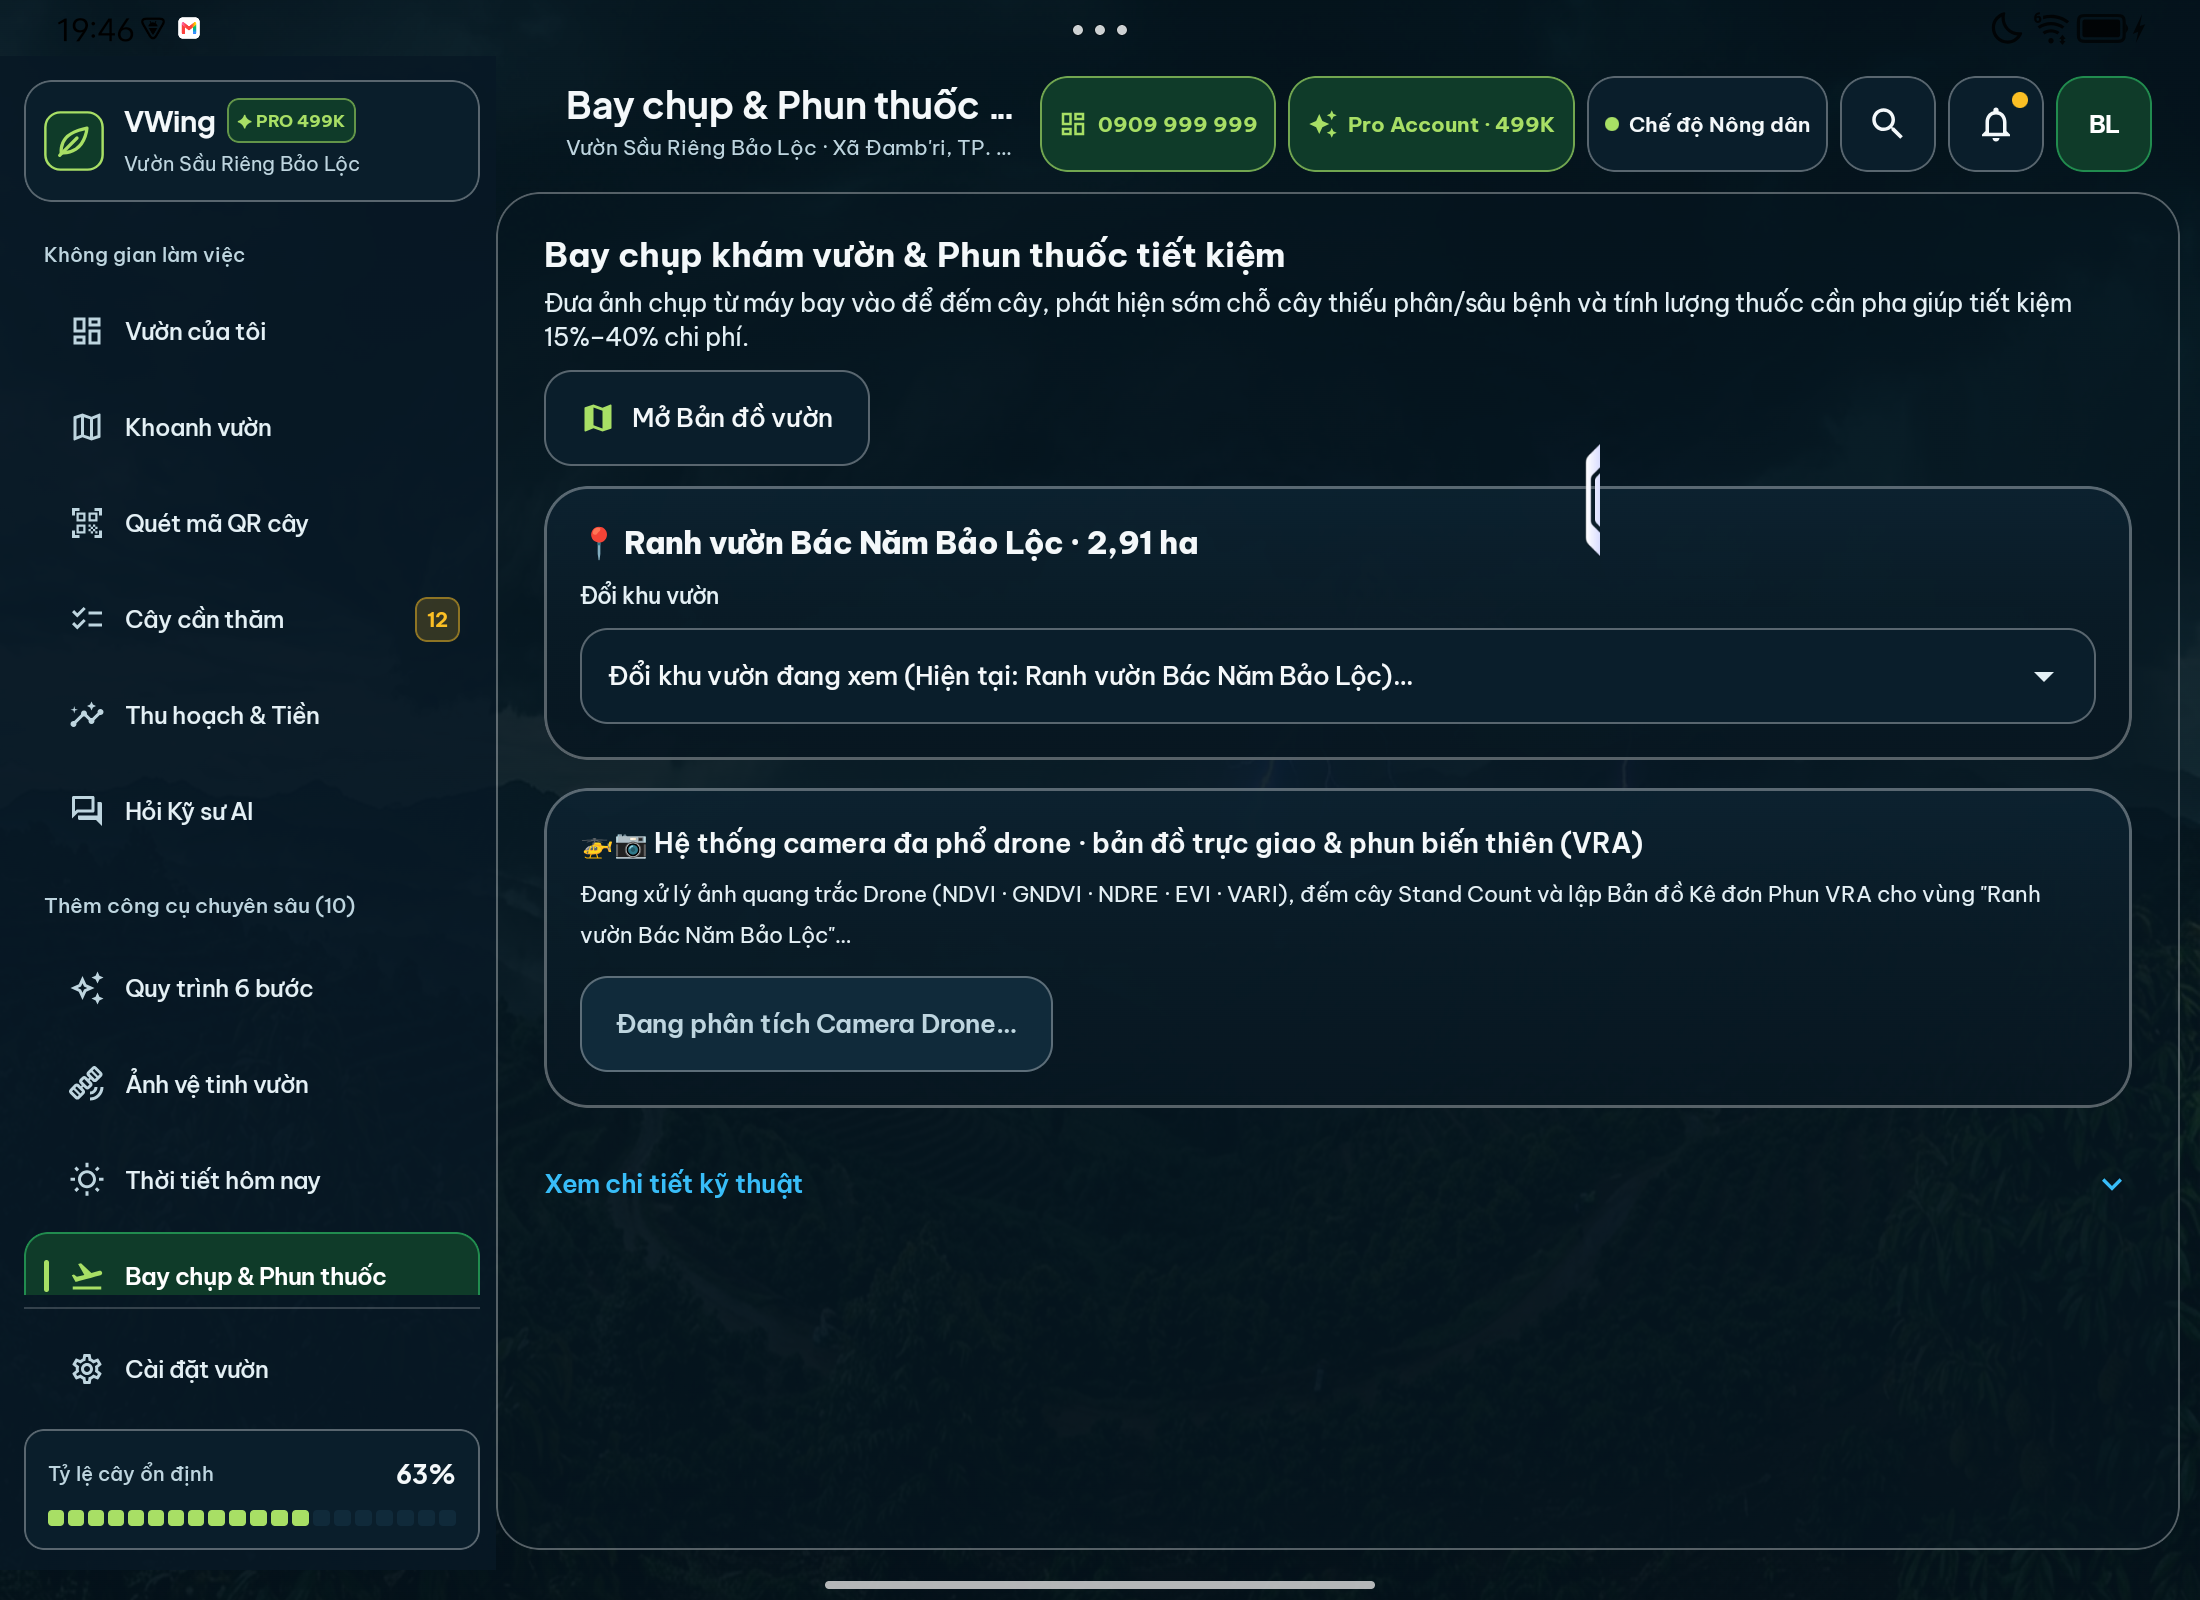 19:46
VWing
PRO 499K
Vườn Sầu Riêng Bảo Lộc
Không gian làm việc
Vườn của tôi
Khoanh vườn
Quét mã QR cây
Cây cần thăm
12
Thu hoạch & Tiền
Hỏi Kỹ sư AI
Thêm công cụ chuyên sâu (10)
Quy trình 6 bước
Ảnh vệ tinh vườn
Thời tiết hôm nay
Bay chụp & Phun thuốc
Cài đặt vườn
Tỷ lệ cây ổn định
63%
Bay chụp & Phun thuốc ...
Vườn Sầu Riêng Bảo Lộc · Xã Đamb'ri, TP. ...
0909 999 999
Pro Account · 499K
Chế độ Nông dân
BL
Bay chụp khám vườn & Phun thuốc tiết kiệm
Đưa ảnh chụp từ máy bay vào để đếm cây, phát hiện sớm chỗ cây thiếu phân/sâu bệnh và tính lượng thuốc cần pha giúp tiết kiệm
15%–40% chi phí.
Mở Bản đồ vườn
📍 Ranh vườn Bác Năm Bảo Lộc · 2,91 ha
Đổi khu vườn
Đổi khu vườn đang xem (Hiện tại: Ranh vườn Bác Năm Bảo Lộc)...
🚁📷 Hệ thống camera đa phổ drone · bản đồ trực giao & phun biến thiên (VRA)
Đang xử lý ảnh quang trắc Drone (NDVI · GNDVI · NDRE · EVI · VARI), đếm cây Stand Count và lập Bản đồ Kê đơn Phun VRA cho vùng "Ranh
vườn Bác Năm Bảo Lộc"...
Đang phân tích Camera Drone...
Xem chi tiết kỹ thuật